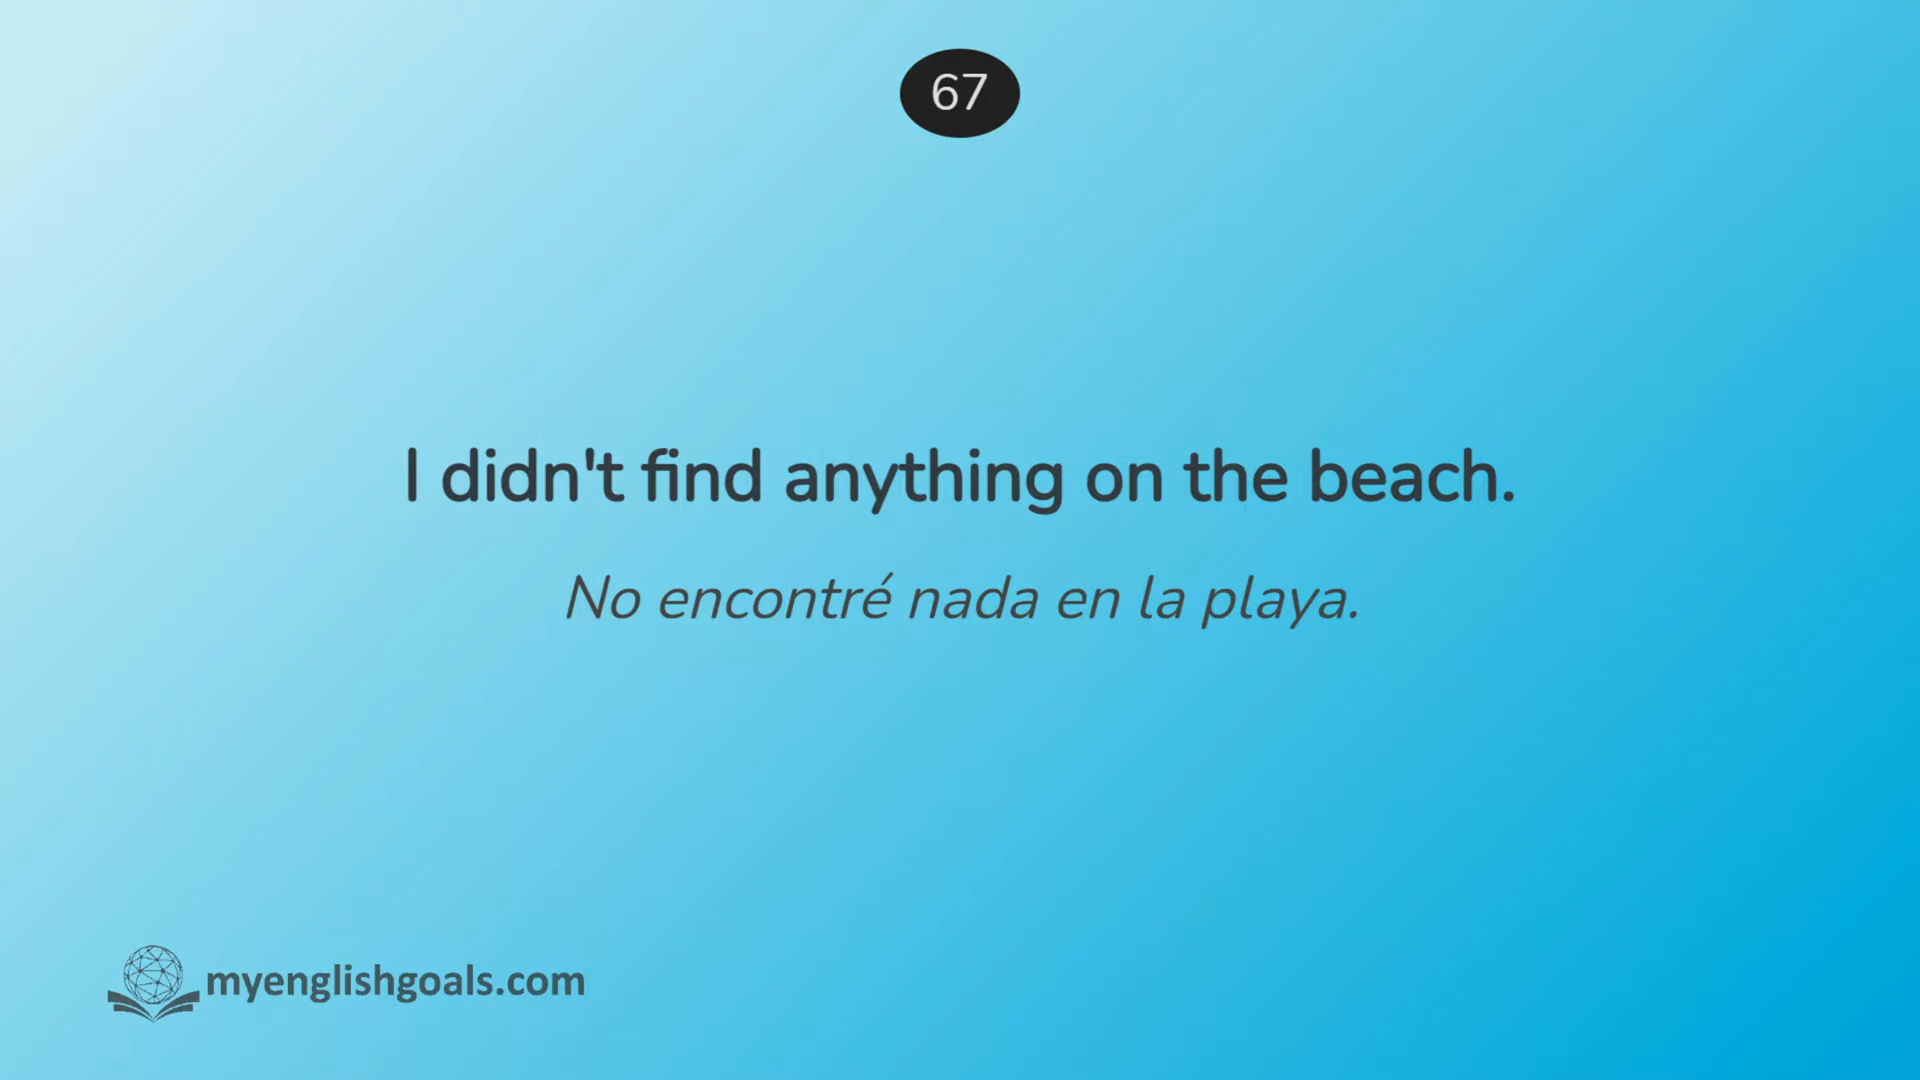 67
I didn't find anything on the beach.
No encontré nada en la playa.
myenglishgoals.com